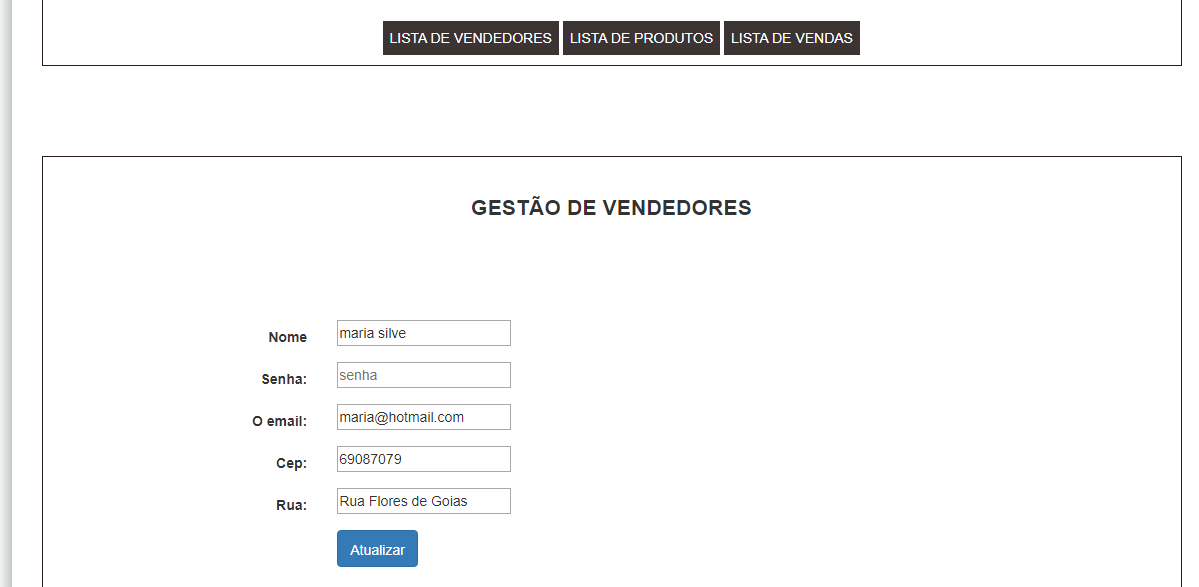 LISTA DE VENDEDORES LISTA DE PRODUTOS LISTA DE VENDAS
GESTÃO DE VENDEDORES
Nome maria silve
Senha: senha
O email: maria@hotmail.com
Cep: 69087079
Rua: Rua Flores de Goias
Atualizar